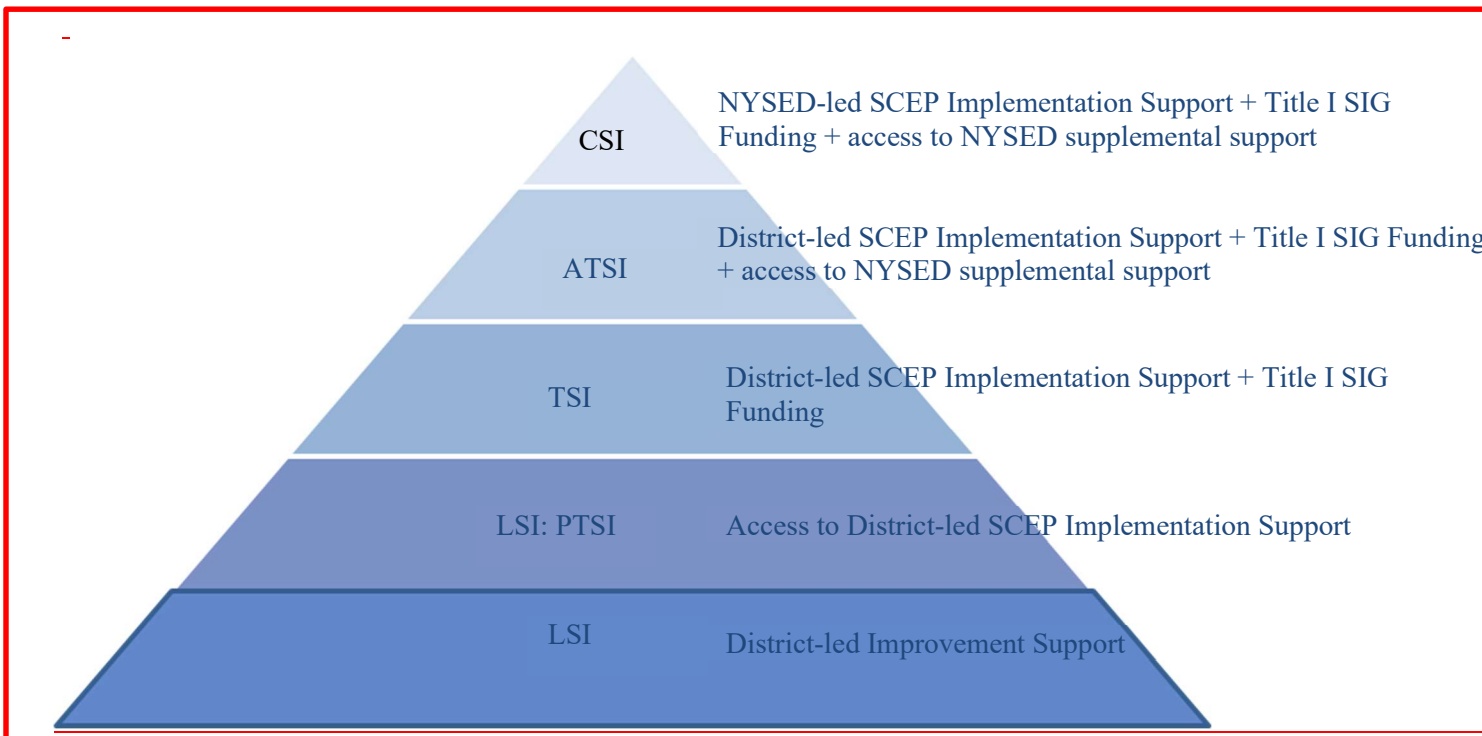 NYSED-led SCEP Implementation Support + Title I SIG
Funding + access to NYSED supplemental support
CSI
District-led SCEP Implementation Support + Title I SIG Funding
+ access to NYSED supplemental support
ATSI
District-led SCEP Implementation Support + Title I SIG
Funding
TSI
LSI: PTSI
Access to District-led SCEP Implementation Support
LSI
District-led Improvement Support